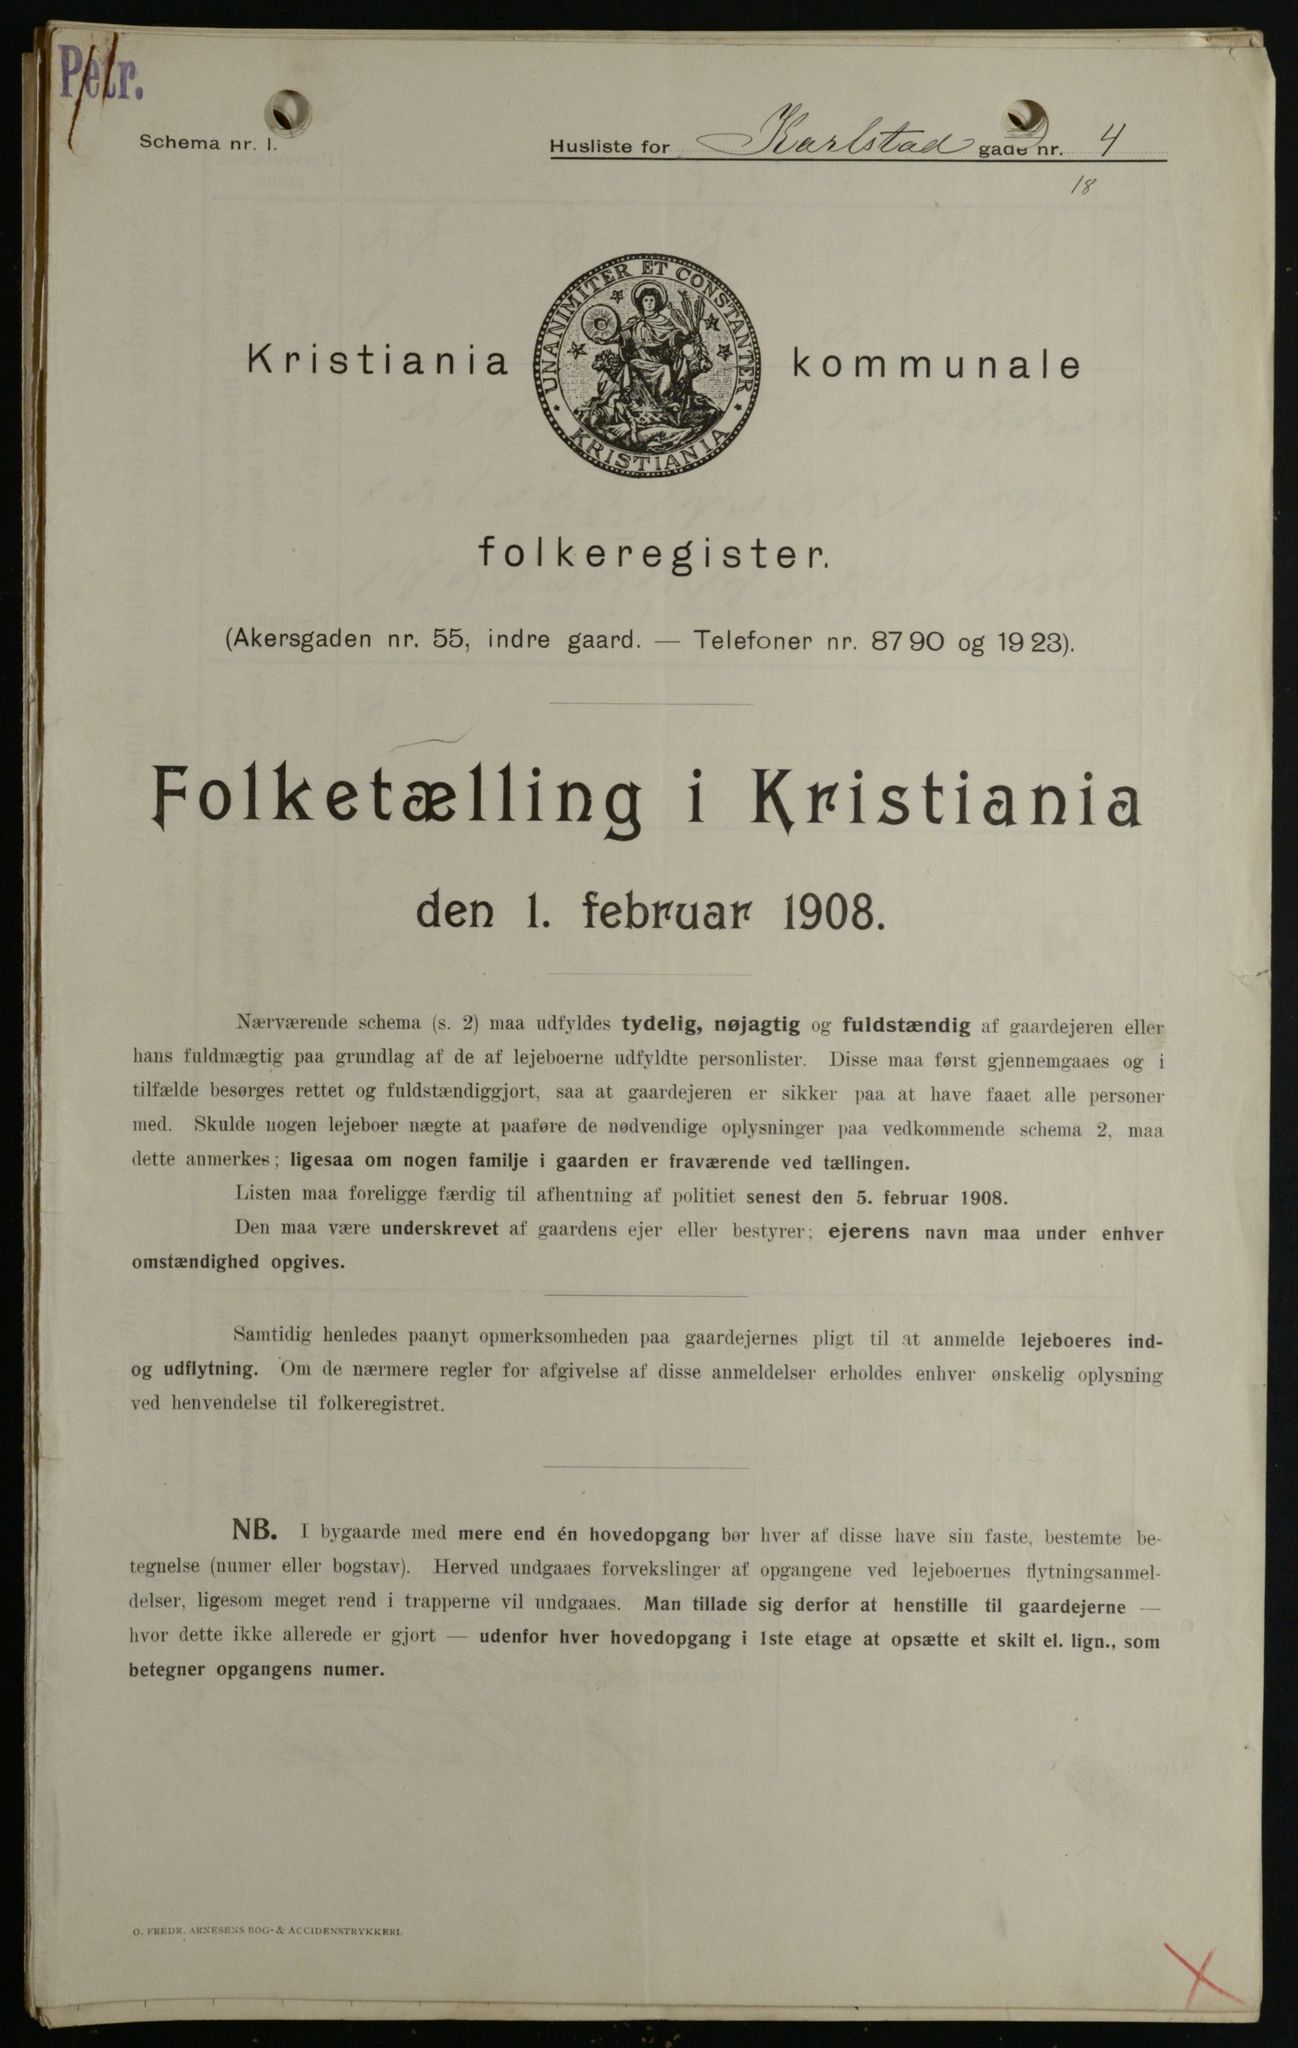 Petr.
Schema nr. 1.
Husliste for Karlstad gade nr. 4
18
UNANIMITER ET CONSTANTER
KRISTIANIA
Kristiania kommunale
folkeregister.
(Akersgaden nr. 55, indre gaard. — Telefoner nr. 8790 og 1923).
Folketælling i Kristiania
den 1. februar 1908.
Nærværende schema (s. 2) maa udfyldes tydelig, nøjagtig og fuldstændig af gaardejeren eller
hans fuldmægtig paa grundlag af de af lejeboerne udfyldte personlister. Disse maa først gjennemgaaes og i
tilfælde besørges rettet og fuldstændiggjort, saa at gaardejeren er sikker paa at have faaet alle personer
med. Skulde nogen lejeboer nægte at paaføre de nødvendige oplysninger paa vedkommende schema 2, maa
dette anmerkes; ligesaa om nogen familje i gaarden er fraværende ved tællingen.
Listen maa foreligge færdig til afhentning af politiet senest den 5. februar 1908.
Den maa være underskrevet af gaardens ejer eller bestyrer; ejerens navn maa under enhver
omstændighed opgives.
Samtidig henledes paanyt opmerksomheden paa gaardejernes pligt til at anmelde lejeboeres ind-
og udflytning. Om de nærmere regler for afgivelse af disse anmeldelser erholdes enhver ønskelig oplysning
ved henvendelse til folkeregistret.
NB. I bygaarde med mere end én hovedopgang bør hver af disse have sin faste, bestemte be-
tegnelse (numer eller bogstav). Herved undgaaes forvekslinger af opgangene ved lejeboernes flytningsanmel-
delser, ligesom meget rend i trapperne vil undgaaes. Man tillade sig derfor at henstille til gaardejerne —
hvor dette ikke allerede er gjort — udenfor hver hovedopgang i 1ste etage at opsætte et skilt el. lign., som
betegner opgangens numer.
O. FREDR. ARNESENS BOG- & ACCIDENSTRYKKERI.